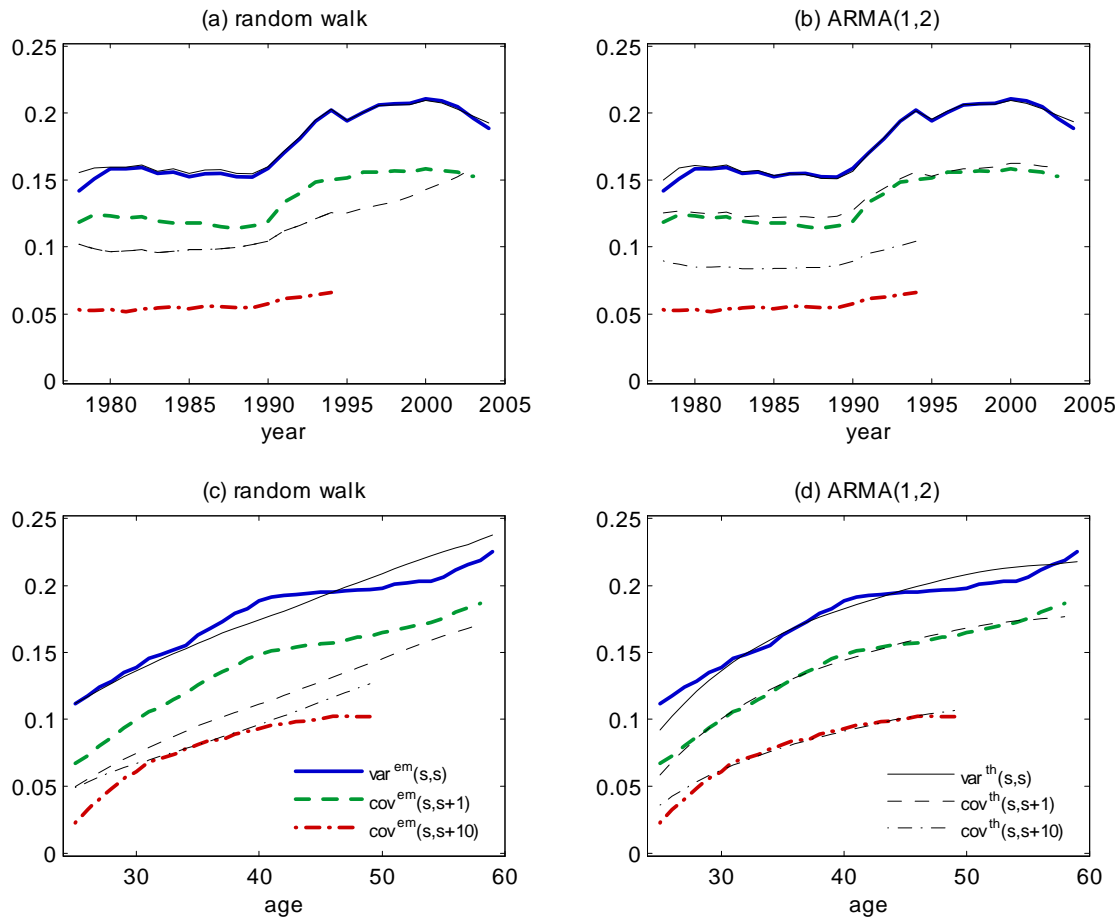 (a) random walk
(b) ARMA(1,2)
0.25
0.2
0.15
0.1
0.05
0
1980 1985 1990 1995 2000 2005
year
0.25
0.2
0.15
0.1
0.05
0
1980 1985 1990 1995 2000 2005
year
(c) random walk
(d) ARMA(1,2)
0.25
0.2
0.15
0.1
0.05
0
30 40 50 60
age
var em(s,s)
cov em(s,s+1)
cov em(s,s+10)
0.25
0.2
0.15
0.1
0.05
0
30 40 50 60
age
var th(s,s)
cov th(s,s+1)
cov th(s,s+10)